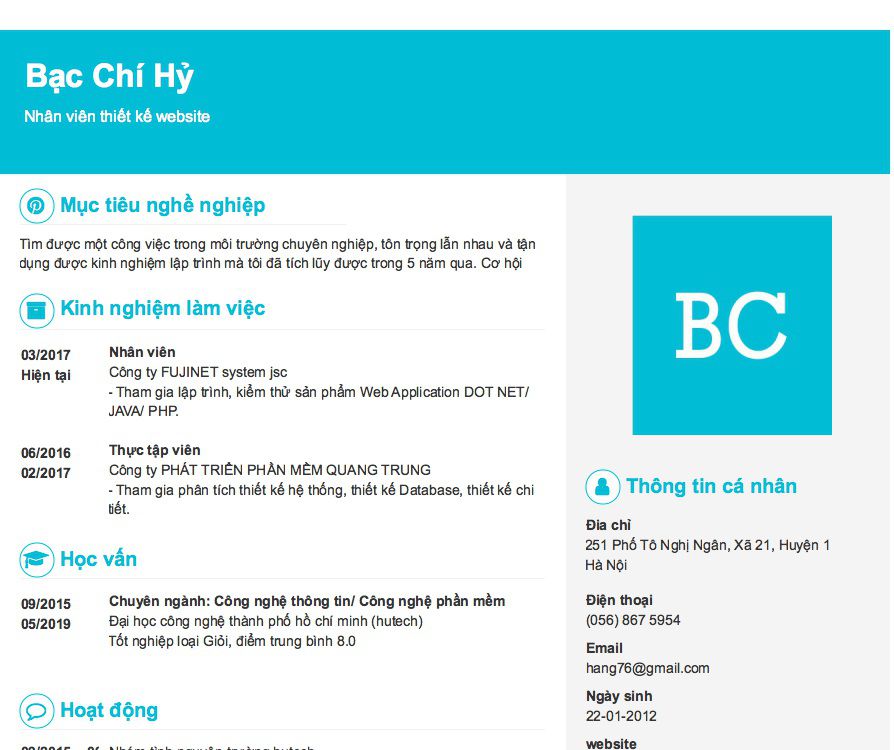 Bạc Chí Hỷ
Nhân viên thiết kế website
Mục tiêu nghề nghiệp
Tìm được một công việc trong môi trường chuyên nghiệp, tôn trọng lẫn nhau và tận
dụng được kinh nghiệm lập trình mà tôi đã tích lũy được trong 5 năm qua. Cơ hội
Kinh nghiệm làm việc
03/2017
Hiện tại
Nhân viên
Công ty FUJINET system jsc
- Tham gia lập trình, kiểm thử sản phẩm Web Application DOT NET/
JAVA/ PHP.
06/2016
02/2017
Thực tập viên
Công ty PHÁT TRIỂN PHẦN MỀM QUANG TRUNG
- Tham gia phân tích thiết kế hệ thống, thiết kế Database, thiết kế chi
tiết.
Học vấn
09/2015
05/2019
Chuyên ngành: Công nghệ thông tin/ Công nghệ phần mềm
Đại học công nghệ thành phố hồ chí minh (hutech)
Tốt nghiệp loại Giỏi, điểm trung bình 8.0
Hoạt động
Nhóm tình nguyện trường hutech
BC
Thông tin cá nhân
Địa chỉ
251 Phố Tô Nghị Ngân, Xã 21, Huyện 1
Hà Nội
Điện thoại
(056) 867 5954
Email
hang76@gmail.com
Ngày sinh
22-01-2012
website